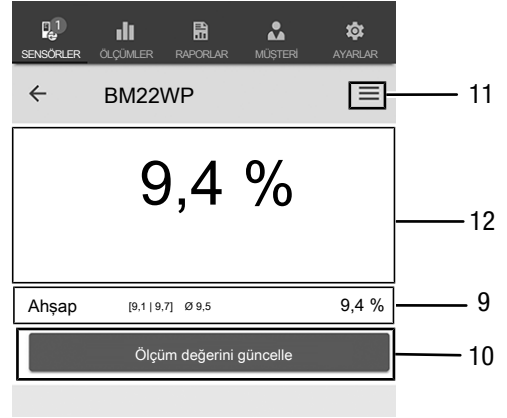 1
SENSÖRLER ÖLÇÜMLER RAPORLAR MÜŞTERİ AYARLAR
BM22WP 11
9,4 % 12
Ahşap [9,1 | 9,7] Ø 9,5 9,4 % 9
Ölçüm değerini güncelle 10